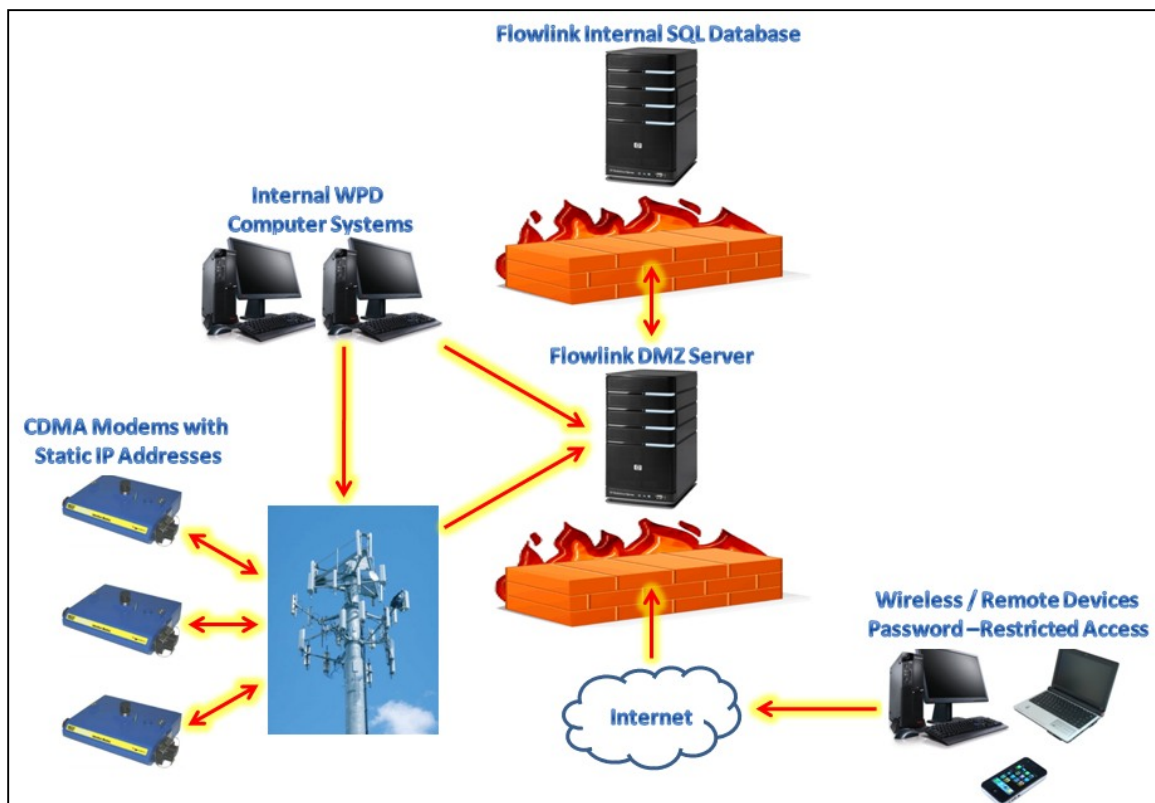 Flowlink Internal SQL Database
Internal WPD
Computer Systems
Flowlink DMZ Server
CDMA Modems with
Static IP Addresses
Wireless / Remote Devices
Password –Restricted Access
Internet